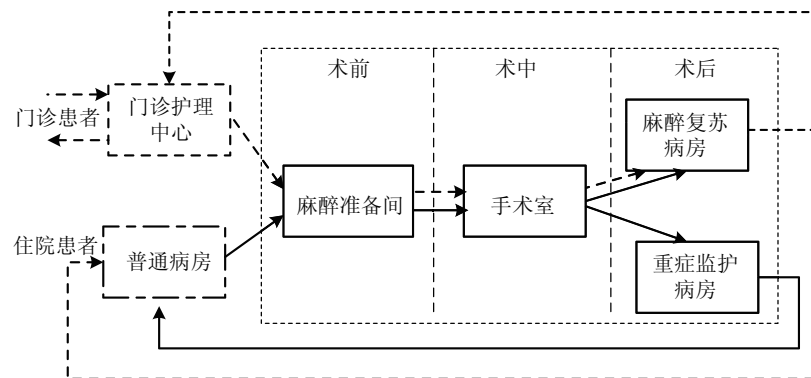 术前
术中
术后
门诊患者
门诊护理
中心
麻醉复苏
病房
麻醉准备间
手术室
住院患者
普通病房
重症监护
病房